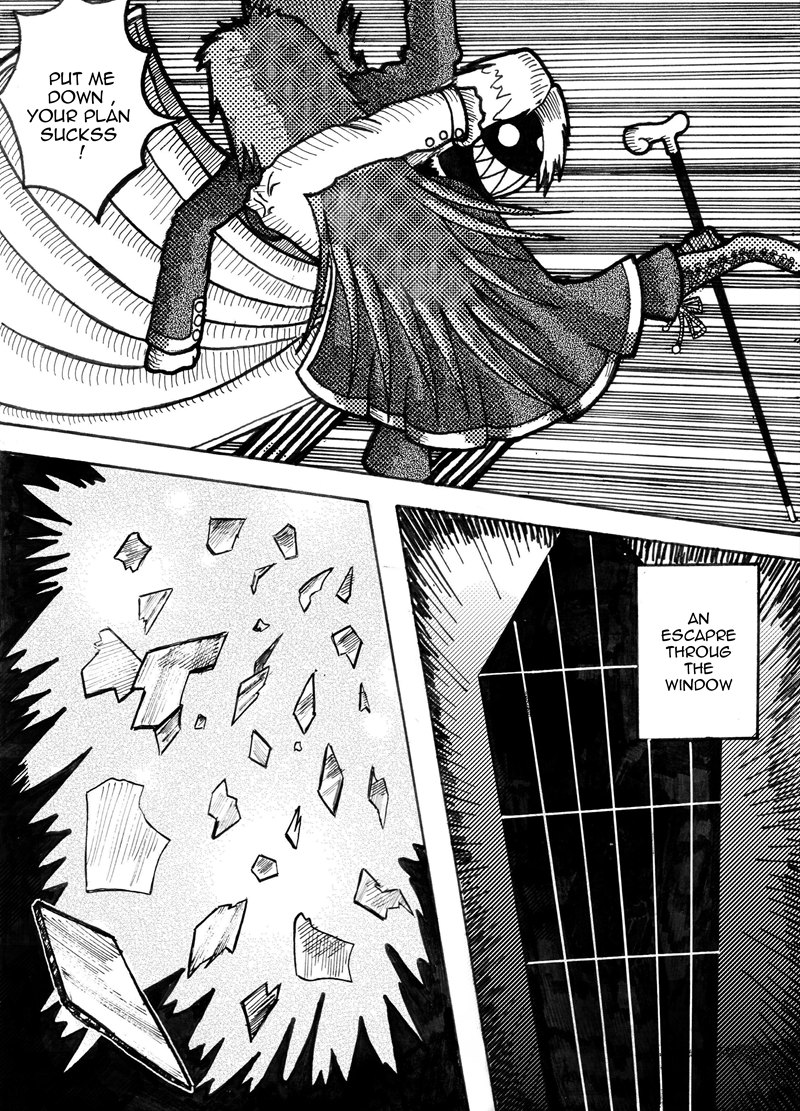 PUT ME
DOWN ,
YOUR PLAN
SUCKSS
!
AN
ESCAPRE
THROUG
THE
WINDOW